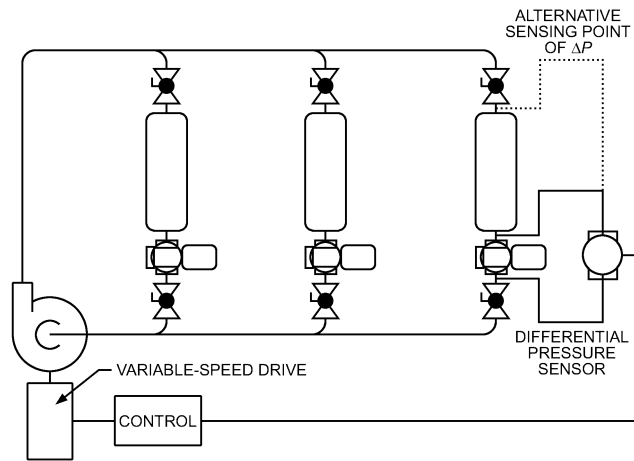 ALTERNATIVE
SENSING POINT
OF ΔP
DIFFERENTIAL
PRESSURE
SENSOR
VARIABLE-SPEED DRIVE
CONTROL